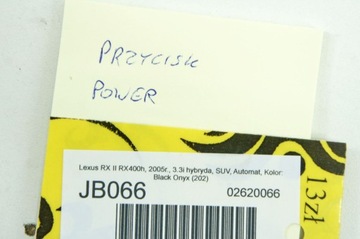 PRZYCISK
POWER
Lexus RX II RX400h, 2005r., 3.3i hybryda, SUV, Automat, Kolor:
Black Onyx (202)
JB066
02620066
13zł